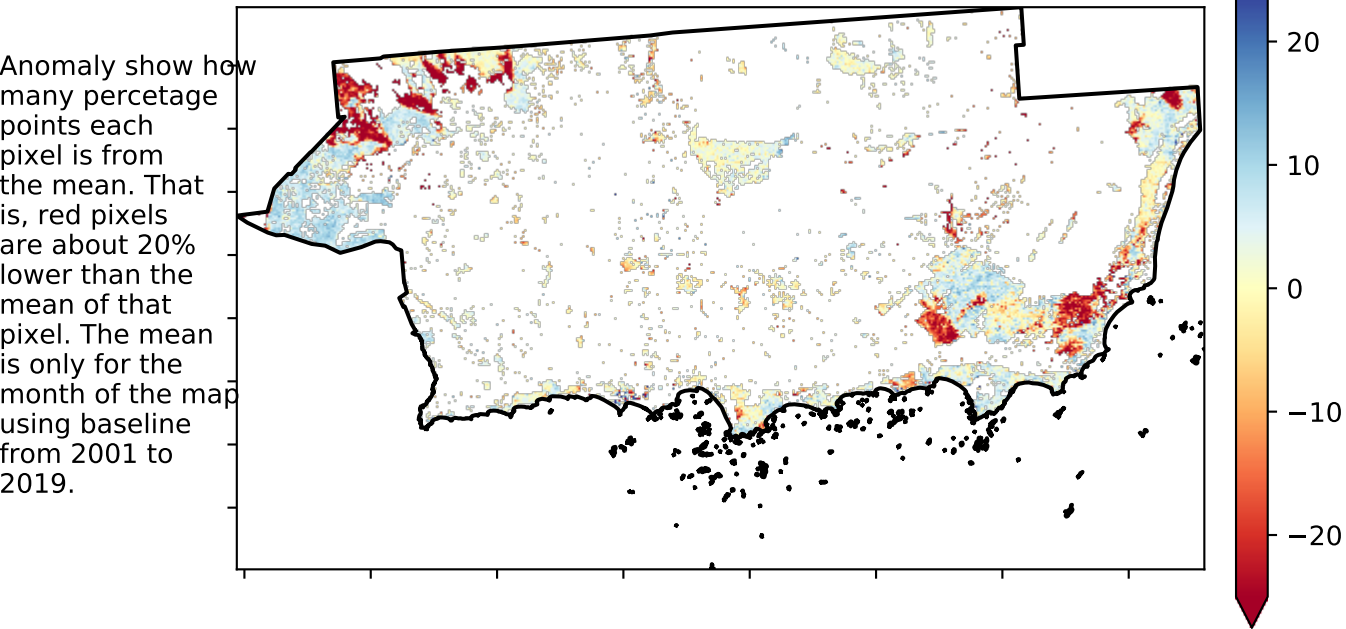 Anomaly show how
many percetage
points each
pixel is from
the mean. That
is, red pixels
are about 20%
lower than the
mean of that
pixel. The mean
is only for the
month of the map
using baseline
from 2001 to
2019.
20
10
0
−10
−20